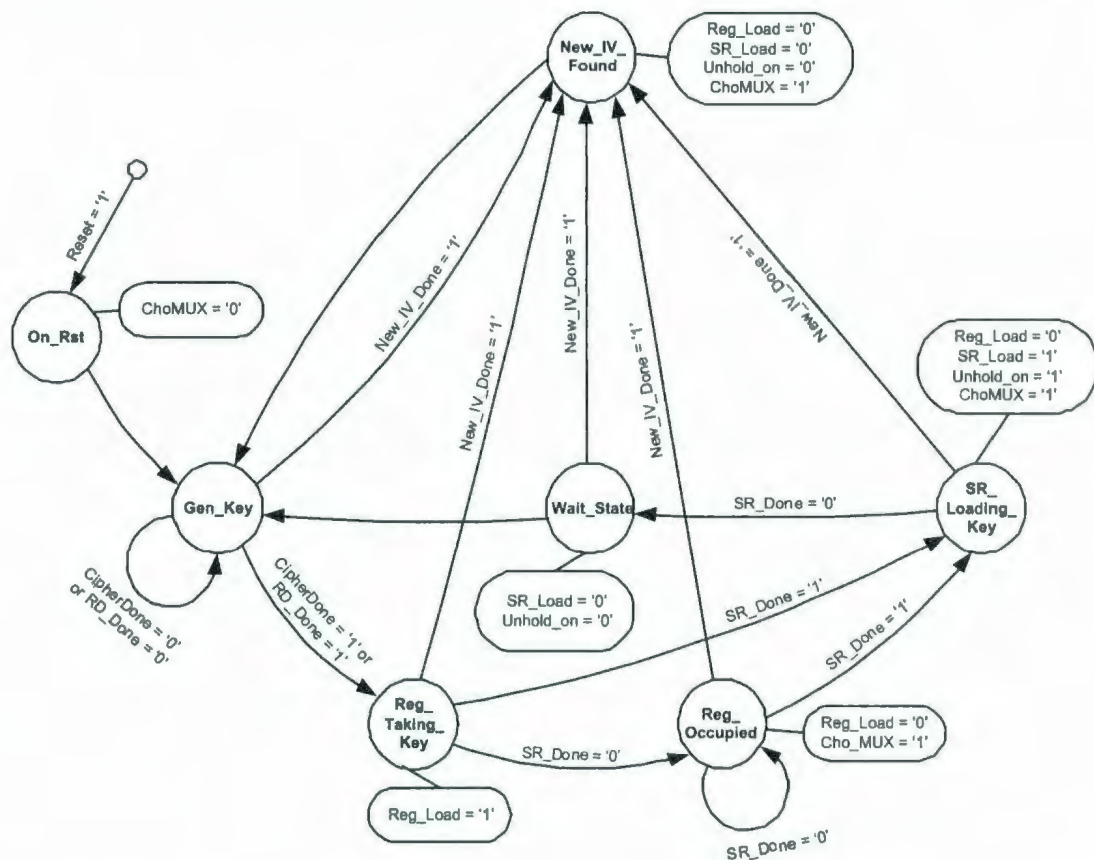 New_IV_
Found
Reg_Load = '0'
SR_Load = '0'
Unhold_on = '0'
ChoMUX = '1'
Reset = '1'
On_Rst
ChoMUX = '0'
New_IV_Done = '1'
New_IV_Done = '1'
New_IV_Done = '1'
New_IV_Done = '1'
New_IV_Done = '1'
Reg_Load = '0'
SR_Load = '1'
Unhold_on = '1'
ChoMUX = '1'
Gen_Key
Wait_State
SR_Done = '0'
SR_
Loading_
Key
CipherDone = '0'
or RD_Done = '0'
CipherDone = '1' or
RD_Done = '1'
SR_Load = '0'
Unhold_on = '0'
SR_Done = '1'
SR_Done = '1'
Reg_
Taking_
Key
SR_Done = '0'
Reg_
Occupied
Reg_Load = '0'
Cho_MUX = '1'
Reg_Load = '1'
SR_Done = '0'